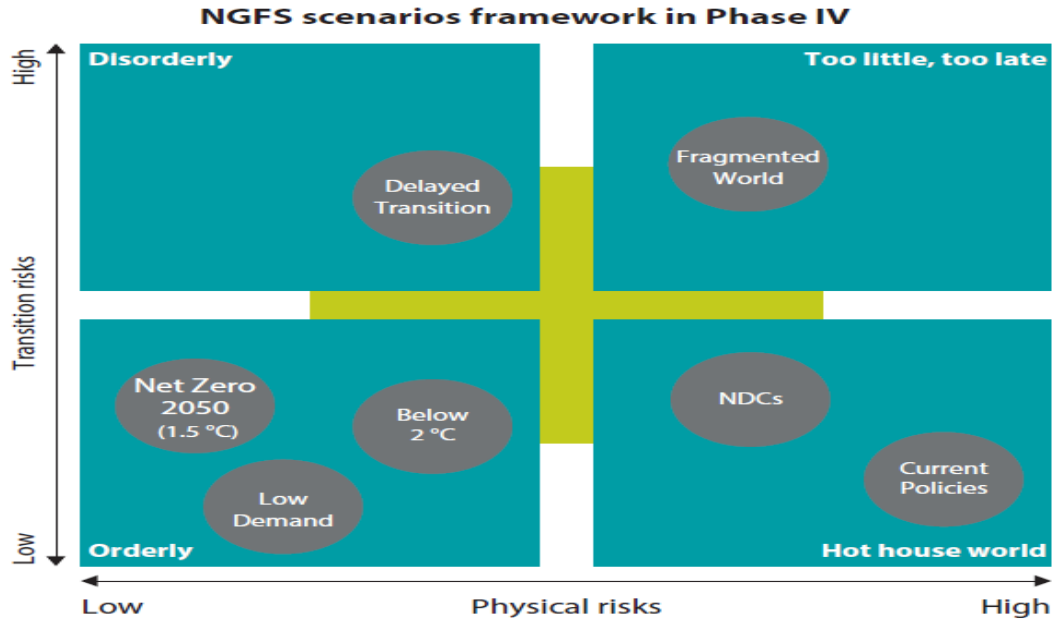 NGFS scenarios framework in Phase IV
High
Transition risks
Low
Disorderly
Delayed
Transition
Too little, too late
Fragmented
World
Net Zero
2050
(1.5 °C)
Below
2 °C
Low
Demand
Orderly
NDCs
Current
Policies
Hot house world
Low
Physical risks
High